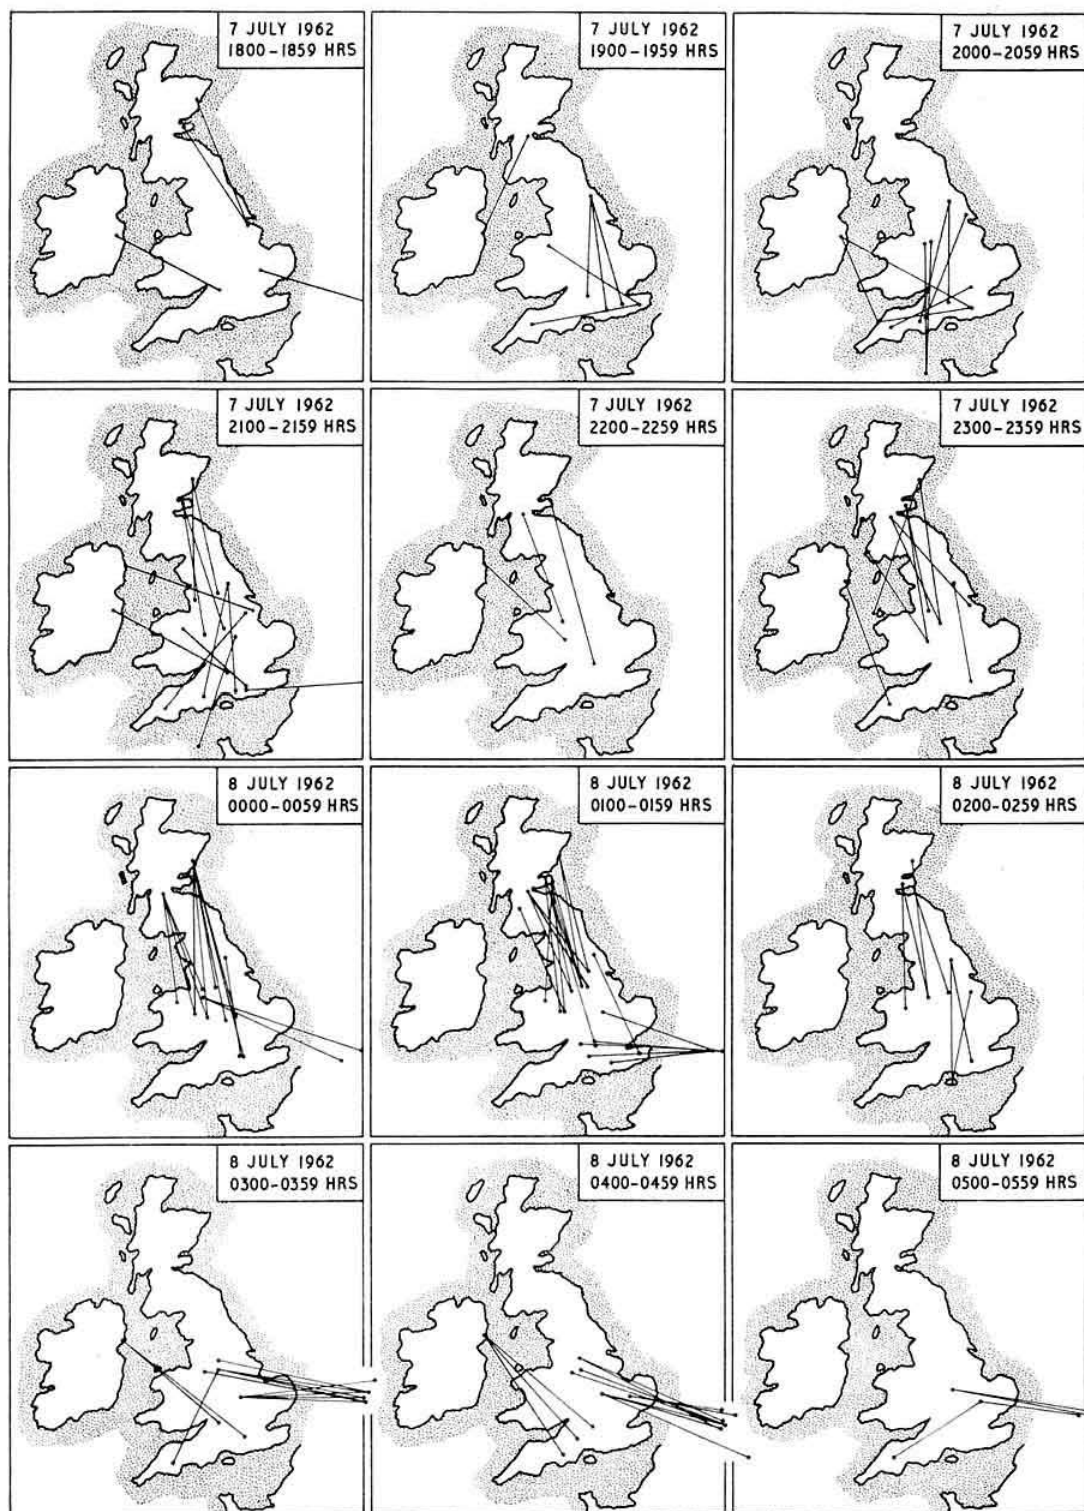 7 JULY 1962
1800-1859 HRS
7 JULY 1962
1900-1959 HRS
7 JULY 1962
2000-2059 HRS
7 JULY 1962
2100-2159 HRS
7 JULY 1962
2200-2259 HRS
7 JULY 1962
2300-2359 HRS
8 JULY 1962
0000-0059 HRS
8 JULY 1962
0100-0159 HRS
8 JULY 1962
0200-0259 HRS
8 JULY 1962
0300-0359 HRS
8 JULY 1962
0400-0459 HRS
8 JULY 1962
0500-0559 HRS